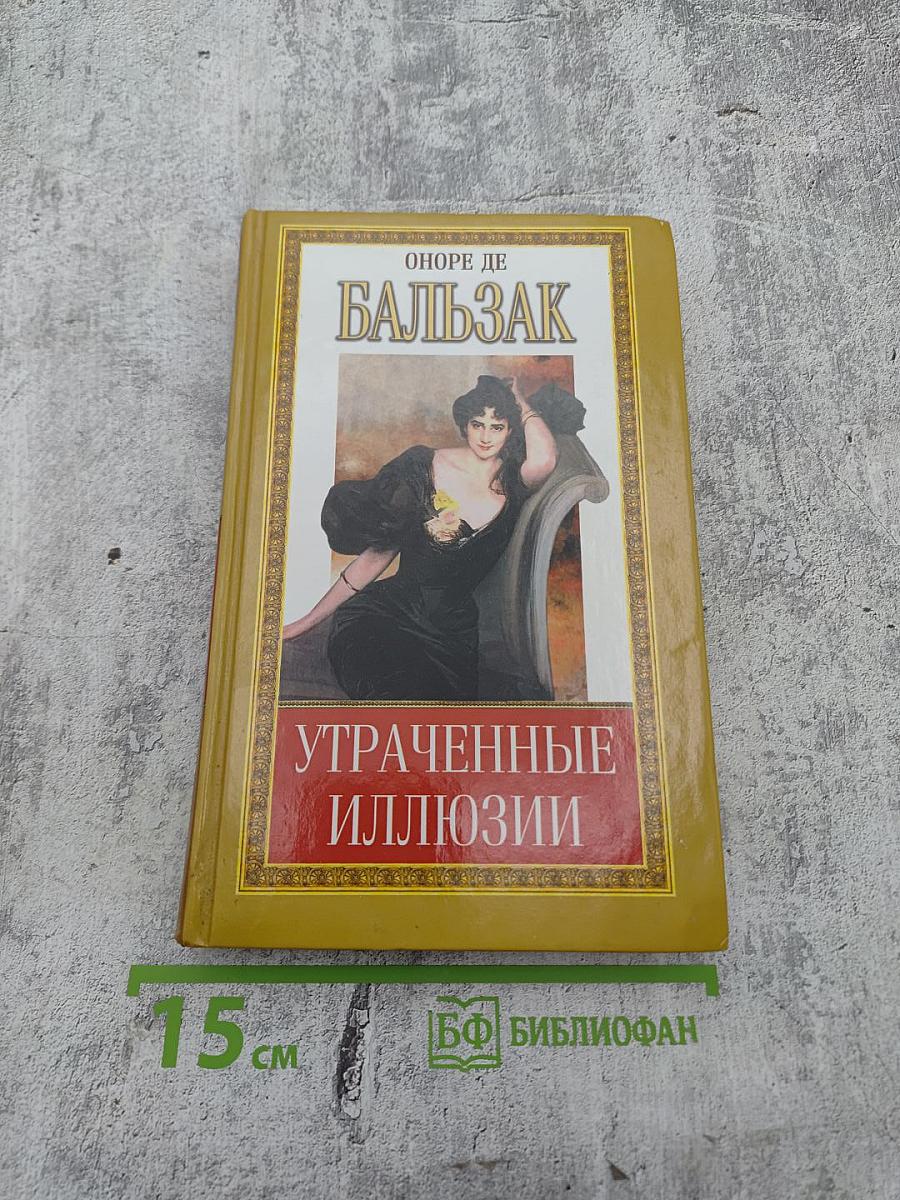 ОНОРЕ ДЕ
БАЛЬЗАК
УТРАЧЕННЫЕ
ИЛЛЮЗИИ
15 см
БФ БИБЛИОФАН